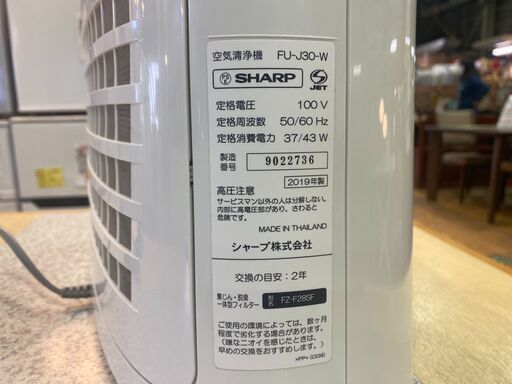 空気清浄機 FU-J30-W
SHARP
JET
定格電圧 100 V
定格周波数 50/60 Hz
定格消費電力 37/43 W
製造番号 9022736
2019年製
高圧注意
サービスマン以外の人は分解しない。
内部に高電圧部があり、さわると
危険です。
MADE IN THAILAND
シャープ株式会社
交換の目安:2年
集じん・脱臭
一体型フィルター
形名 FZ-F28SF
ご使用の環境によっては、数ヶ月
程度で劣化する場合があります。
(嫌なニオイを感じたときは、
早めの交換をおすすめします)
>PP< (C038)